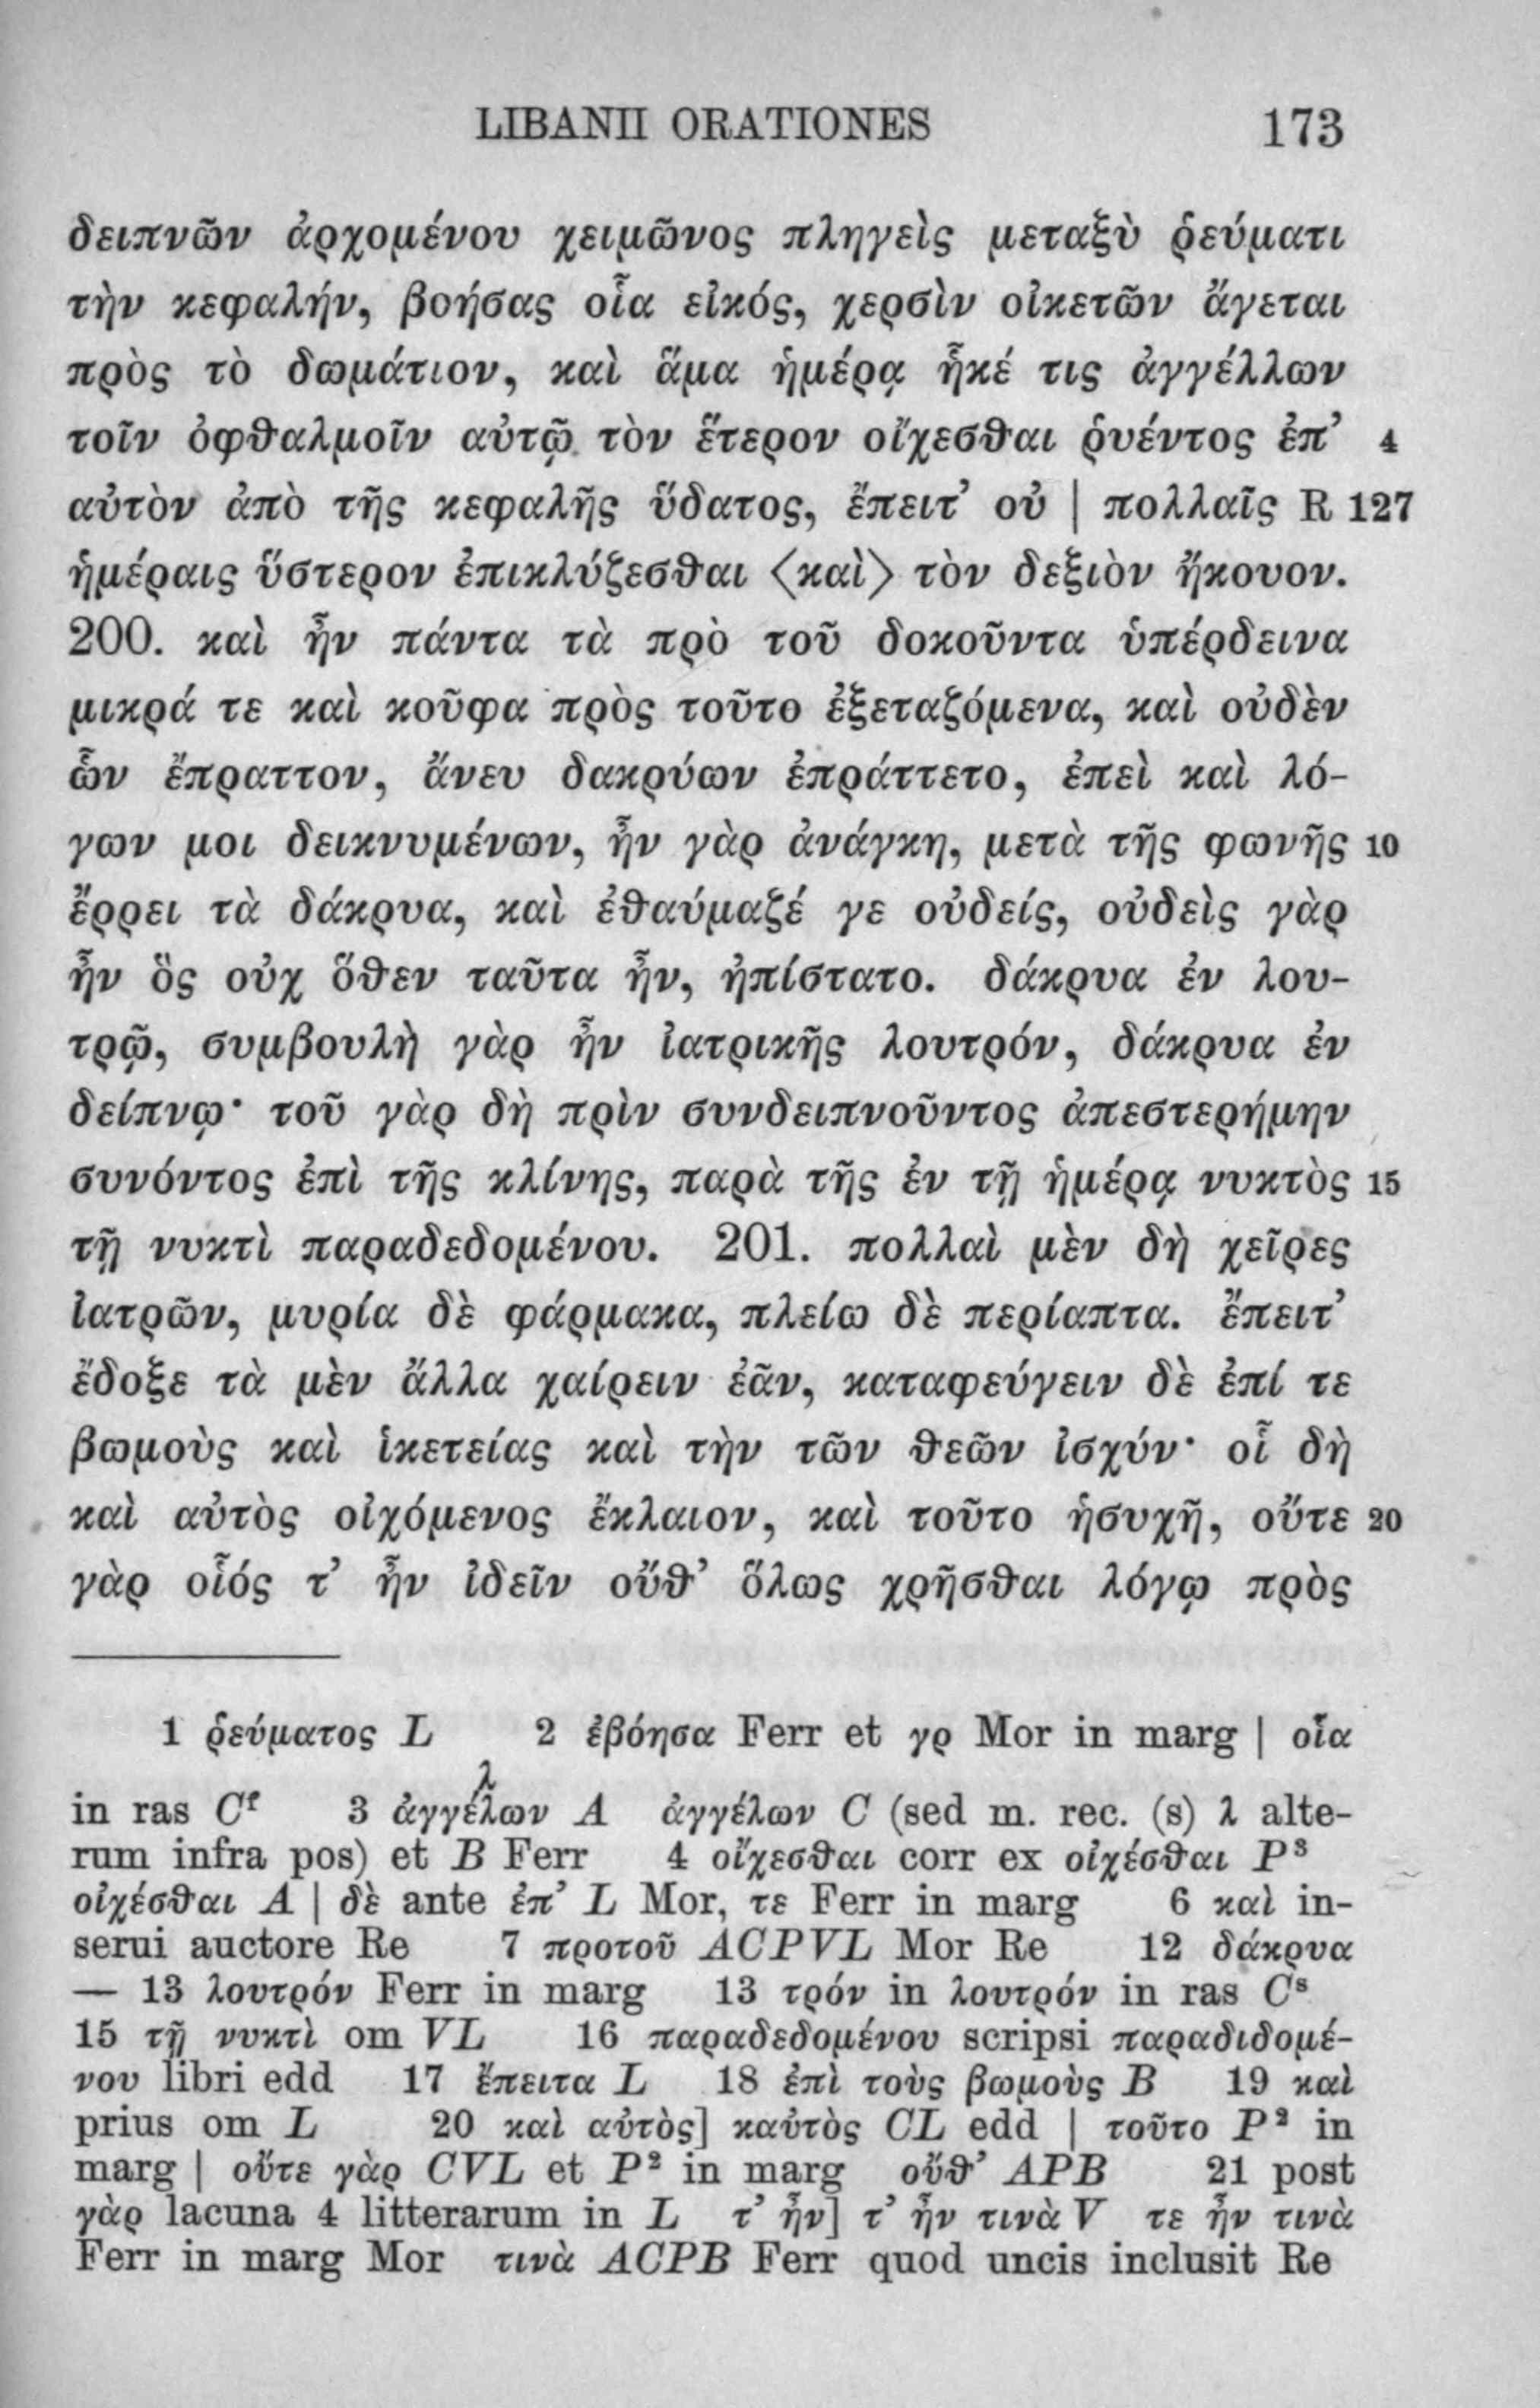 LIBANII ORATIONES 173
δειπνῶν ἀρχομένου χειμῶνος πληγεὶς μεταξὺ ῥεύματι
τὴν κεφαλήν, βοήσας οἷα εἰκός, χερσὶν οἰκετῶν ἄγεται
πρὸς τὸ δωμάτιον, καὶ ἅμα ἡμέρᾳ ἧκέ τις ἀγγέλλων
τοῖν ὀφθαλμοῖν αὐτῷ τὸν ἕτερον οἴχεσθαι ῥυέντος ἐπ’ 4
αὐτὸν ἀπὸ τῆς κεφαλῆς ὕδατος, ἔπειτ’ οὐ | πολλαῖς R 127
ἡμέραις ὕστερον ἐπικλύζεσθαι ⟨καὶ⟩ τὸν δεξιὸν ἤκουον.
200. καὶ ἦν πάντα τὰ πρὸ τοῦ δοκοῦντα ὑπέρδεινα
μικρά τε καὶ κοῦφα πρὸς τοῦτο ἐξεταζόμενα, καὶ οὐδὲν
ὧν ἔπραττον, ἄνευ δακρύων ἐπράττετο, ἐπεὶ καὶ λό-
γων μοι δεικνυμένων, ἦν γὰρ ἀνάγκη, μετὰ τῆς φωνῆς 10
ἔρρει τὰ δάκρυα, καὶ ἐθαύμαζέ γε οὐδείς, οὐδεὶς γὰρ
ἦν ὃς οὐχ ὅθεν ταῦτα ἦν, ἠπίστατο. δάκρυα ἐν λου-
τρῷ, συμβουλὴ γὰρ ἦν ἰατρικῆς λουτρόν, δάκρυα ἐν
δείπνῳ· τοῦ γὰρ δὴ πρὶν συνδειπνοῦντος ἀπεστερήμην
συνόντος ἐπὶ τῆς κλίνης, παρὰ τῆς ἐν τῇ ἡμέρᾳ νυκτὸς 15
τῇ νυκτὶ παραδεδομένου. 201. πολλαὶ μὲν δὴ χεῖρες
ἰατρῶν, μυρία δὲ φάρμακα, πλείω δὲ περίαπτα. ἔπειτ’
ἔδοξε τὰ μὲν ἄλλα χαίρειν ἐᾶν, καταφεύγειν δὲ ἐπί τε
βωμοὺς καὶ ἱκετείας καὶ τὴν τῶν θεῶν ἰσχύν· οἷ δὴ
καὶ αὐτὸς οἰχόμενος ἔκλαιον, καὶ τοῦτο ἡσυχῆ, οὔτε 20
γὰρ οἷός τ’ ἦν ἰδεῖν οὔθ’ ὅλως χρῆσθαι λόγῳ πρὸς
1 ῥεύματος L 2 ἐβόησα Ferr et γρ Mor in marg | οἷα
λ
in ras Cr 3 ἀγγέλων A ἀγγέλων C (sed m. rec. (s) λ alte-
rum infra pos) et B Ferr 4 οἴχεσθαι corr ex οἰχέσθαι P³
οἰχέσθαι A | δὲ ante ἐπ’ L Mor, τε Ferr in marg 6 καὶ in-
serui auctore Re 7 προτοῦ ACPVL Mor Re 12 δάκρυα
— 13 λουτρόν Ferr in marg 13 τρόν in λουτρόν in ras Cˢ
15 τῇ νυκτὶ om VL 16 παραδεδομένου scripsi παραδιδομέ-
νου libri edd 17 ἔπειτα L 18 ἐπὶ τοὺς βωμοὺς B 19 καὶ
prius om L 20 καὶ αὐτὸς] καὐτὸς CL edd | τοῦτο P² in
marg | οὔτε γὰρ CVL et P² in marg οὔθ’ APB 21 post
γὰρ lacuna 4 litterarum in L τ’ ἦν] τ’ ἦν τινὰ V τε ἦν τινὰ
Ferr in marg Mor τινὰ ACPB Ferr quod uncis inclusit Re